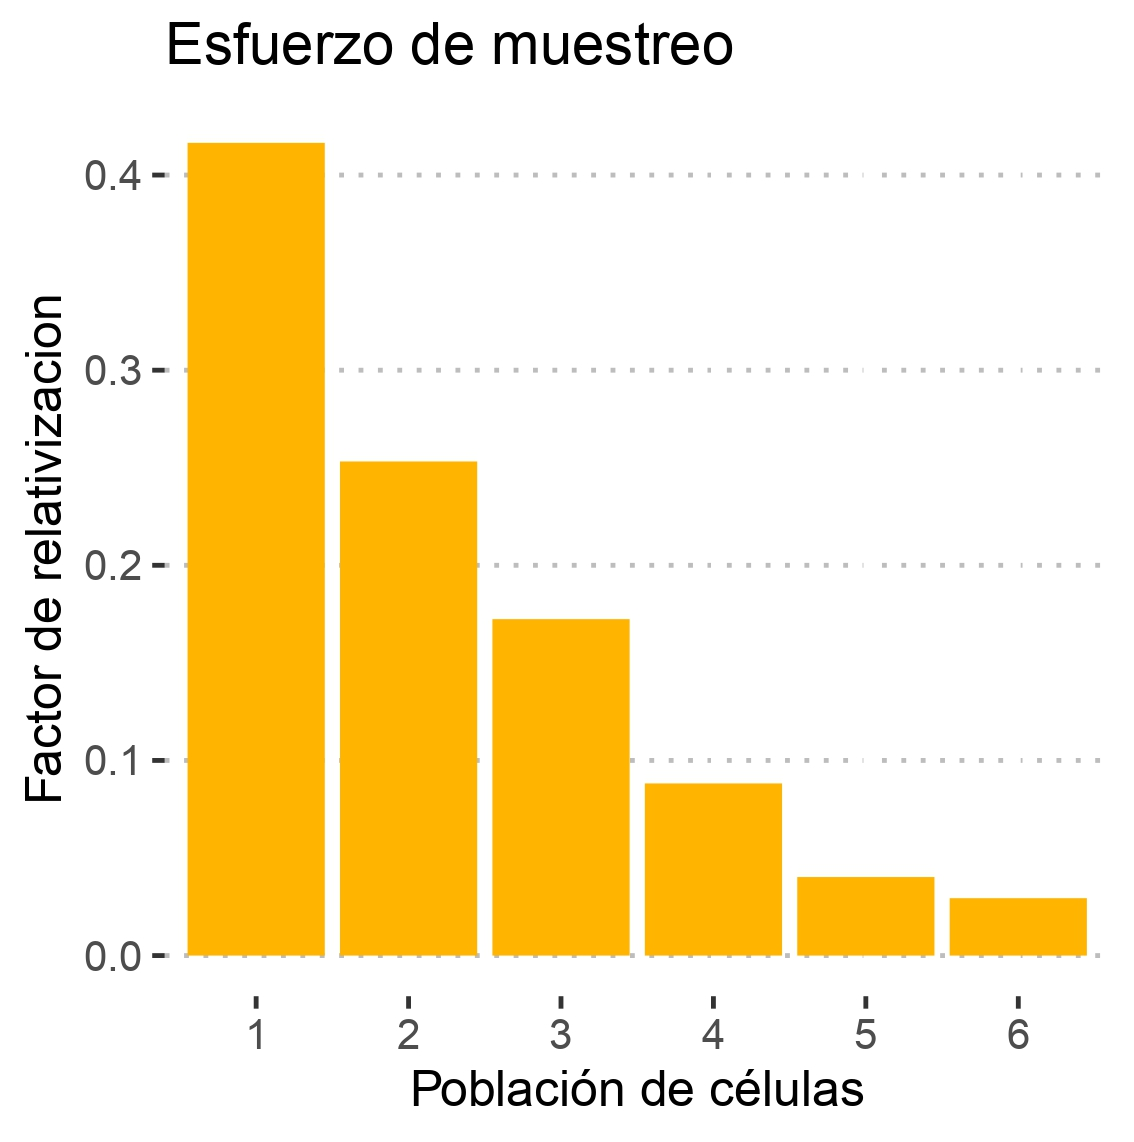 Esfuerzo de muestreo
Factor de relativizacion
0.4
0.3
0.2
0.1
0.0
1 2 3 4 5 6
Población de células